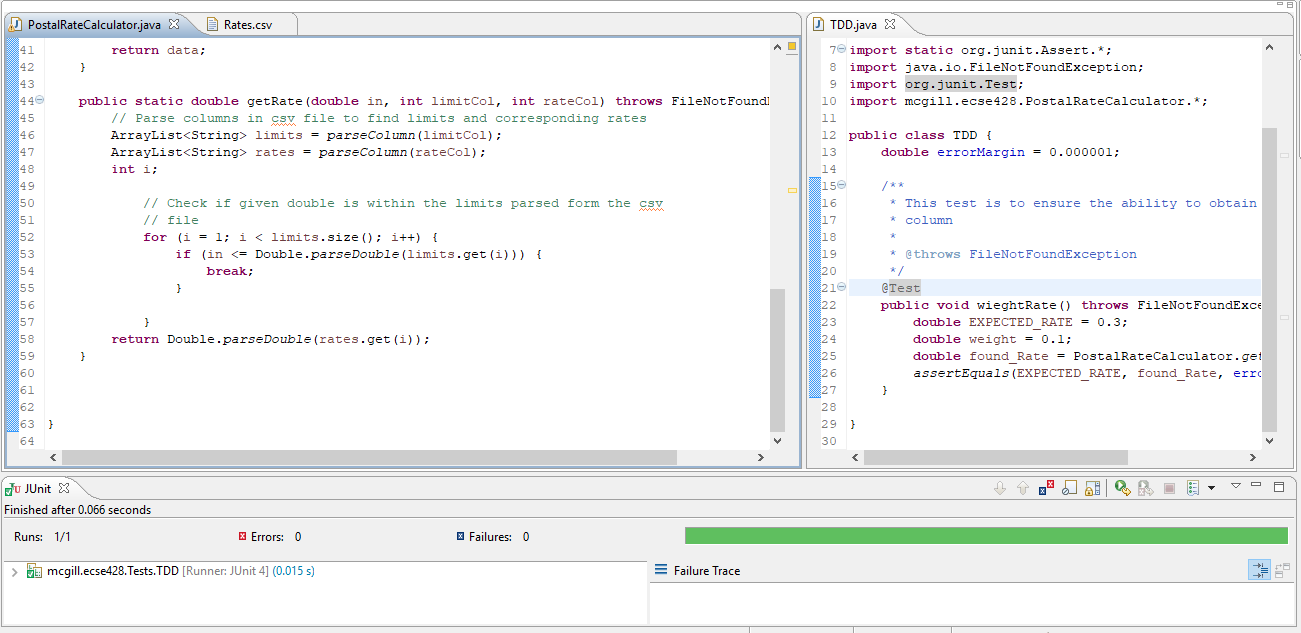 PostalRateCalculator.java
Rates.csv
41 return data;
42 }
43
44 public static double getRate(double in, int limitCol, int rateCol) throws FileNotFound
45 // Parse columns in csv file to find limits and corresponding rates
46 ArrayList<String> limits = parseColumn(limitCol);
47 ArrayList<String> rates = parseColumn(rateCol);
48 int i;
49
50 // Check if given double is within the limits parsed form the csv
51 // file
52 for (i = 1; i < limits.size(); i++) {
53 if (in <= Double.parseDouble(limits.get(i))) {
54 break;
55 }
56
57 }
58 return Double.parseDouble(rates.get(i));
59 }
60
61
62
63 }
64
TDD.java
7 import static org.junit.Assert.*;
8 import java.io.FileNotFoundException;
9 import org.junit.Test;
10 import mcgill.ecse428.PostalRateCalculator.*;
11
12 public class TDD {
13 double errorMargin = 0.000001;
14
15 /**
16 * This test is to ensure the ability to obtain
17 * column
18 *
19 * @throws FileNotFoundException
20 */
21 @Test
22 public void wieghtRate() throws FileNotFoundExce
23 double EXPECTED_RATE = 0.3;
24 double weight = 0.1;
25 double found_Rate = PostalRateCalculator.get
26 assertEquals(EXPECTED_RATE, found_Rate, erro
27 }
28
29 }
30
JUnit
Finished after 0.066 seconds
Runs: 1/1 Errors: 0 Failures: 0
mcgill.ecse428.Tests.TDD [Runner: JUnit 4] (0.015 s)
Failure Trace